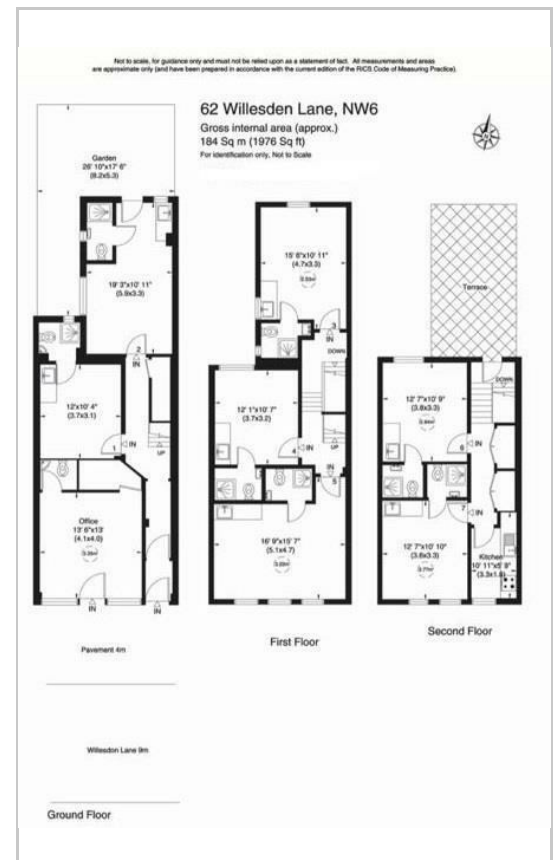 Not to scale, for guidance only and must not be relied upon as a statement of fact. All measurements and areas
are approximate only (and have been prepared in accordance with the current edition of the RICS Code of Measuring Practice).
62 Willesden Lane, NW6
Gross internal area (approx.)
184 Sq m (1976 Sq ft)
For identification only, Not to Scale
Garden
26' 10"x17' 6"
(8.2x5.3)
19' 3"x10' 11"
(5.9x3.3)
2
IN
12'x10' 4"
(3.7x3.1)
1
IN
UP
Office
13' 6"x13'
(4.1x4.0)
IN
IN
Pavement 4m
Willesdon Lane 9m
Ground Floor
15' 6"x10' 11"
(4.7x3.3)
3
IN
DOWN
12' 1"x10' 7"
(3.7x3.2)
4
IN
UP
IN
2
5
16' 9"x15' 7"
(5.1x4.7)
First Floor
Terrace
DOWN
12' 7"x10' 9"
(3.8x3.3)
6
IN
7
IN
12' 7"x10' 10"
(3.8x3.3)
Kitchen
10' 11"x5' 9"
Second Floor